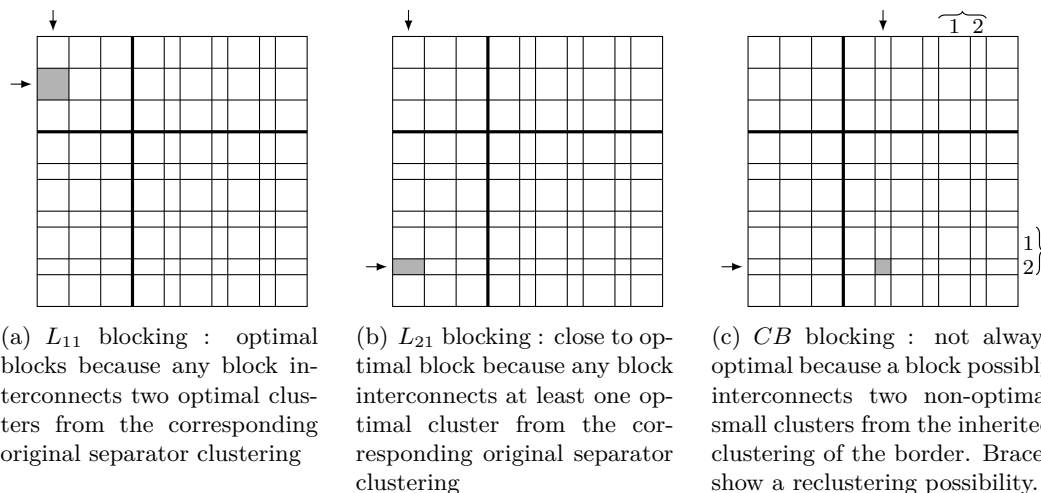 1 2
1
2
(a) L11 blocking : optimal
blocks because any block in-
terconnects two optimal clus-
ters from the corresponding
original separator clustering
(b) L21 blocking : close to op-
timal block because any block
interconnects at least one op-
timal cluster from the cor-
responding original separator
clustering
(c) CB blocking : not alway
optimal because a block possibly
interconnects two non-optima
small clusters from the inherited
clustering of the border. Brace
show a reclustering possibility.